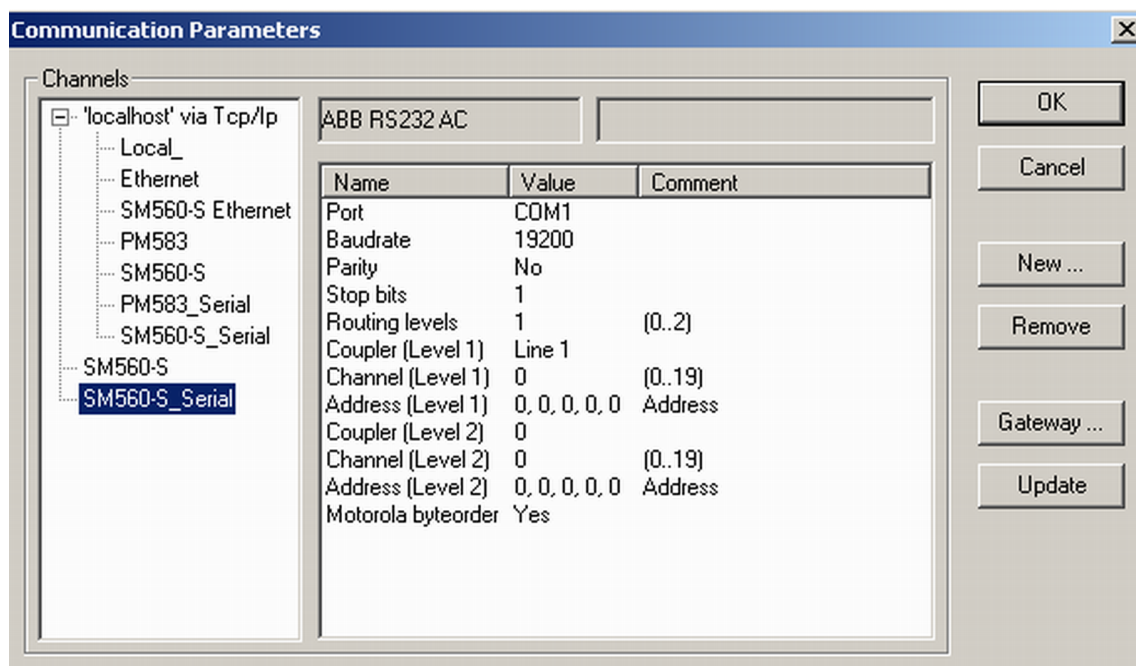 Communication Parameters
Channels
'localhost' via Tcp/Ip
Local_
Ethernet
SM560-S Ethernet
PM583
SM560-S
PM583_Serial
SM560-S_Serial
SM560-S
SM560-S_Serial
ABB RS232 AC
Name Value Comment
Port COM1
Baudrate 19200
Parity No
Stop bits 1
Routing levels 1 (0..2)
Coupler (Level 1) Line 1
Channel (Level 1) 0 (0..19)
Address (Level 1) 0, 0, 0, 0, 0 Address
Coupler (Level 2) 0
Channel (Level 2) 0 (0..19)
Address (Level 2) 0, 0, 0, 0, 0 Address
Motorola byteorder Yes
OK
Cancel
New ...
Remove
Gateway ...
Update